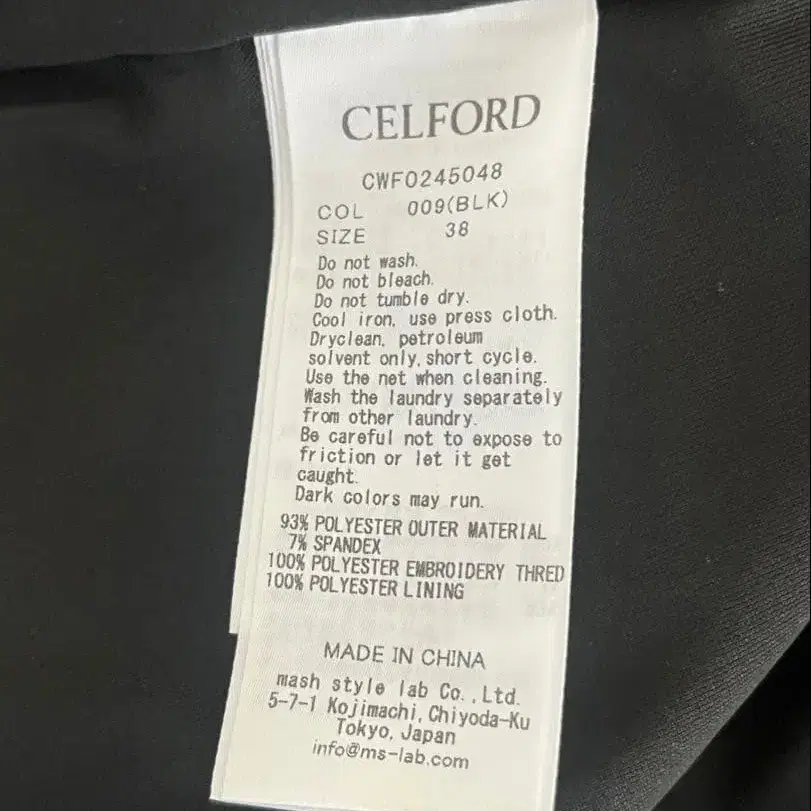 CELFORD
CWFO245048
COL 009(BLK)
SIZE 38
Do not wash.
Do not bleach.
Do not tumble dry.
Cool iron, use press cloth.
Dryclean, petroleum
solvent only, short cycle.
Use the net when cleaning.
Wash the laundry separately
from other laundry.
Be careful not to expose to
friction or let it get
caught.
Dark colors may run.
93% POLYESTER OUTER MATERIAL
7% SPANDEX
100% POLYESTER EMBROIDERY THRED
100% POLYESTER LINING
MADE IN CHINA
mash style lab Co.,Ltd.
5-7-1 Kojimachi, Chiyoda-Ku
Tokyo, Japan
info@ms-lab.com